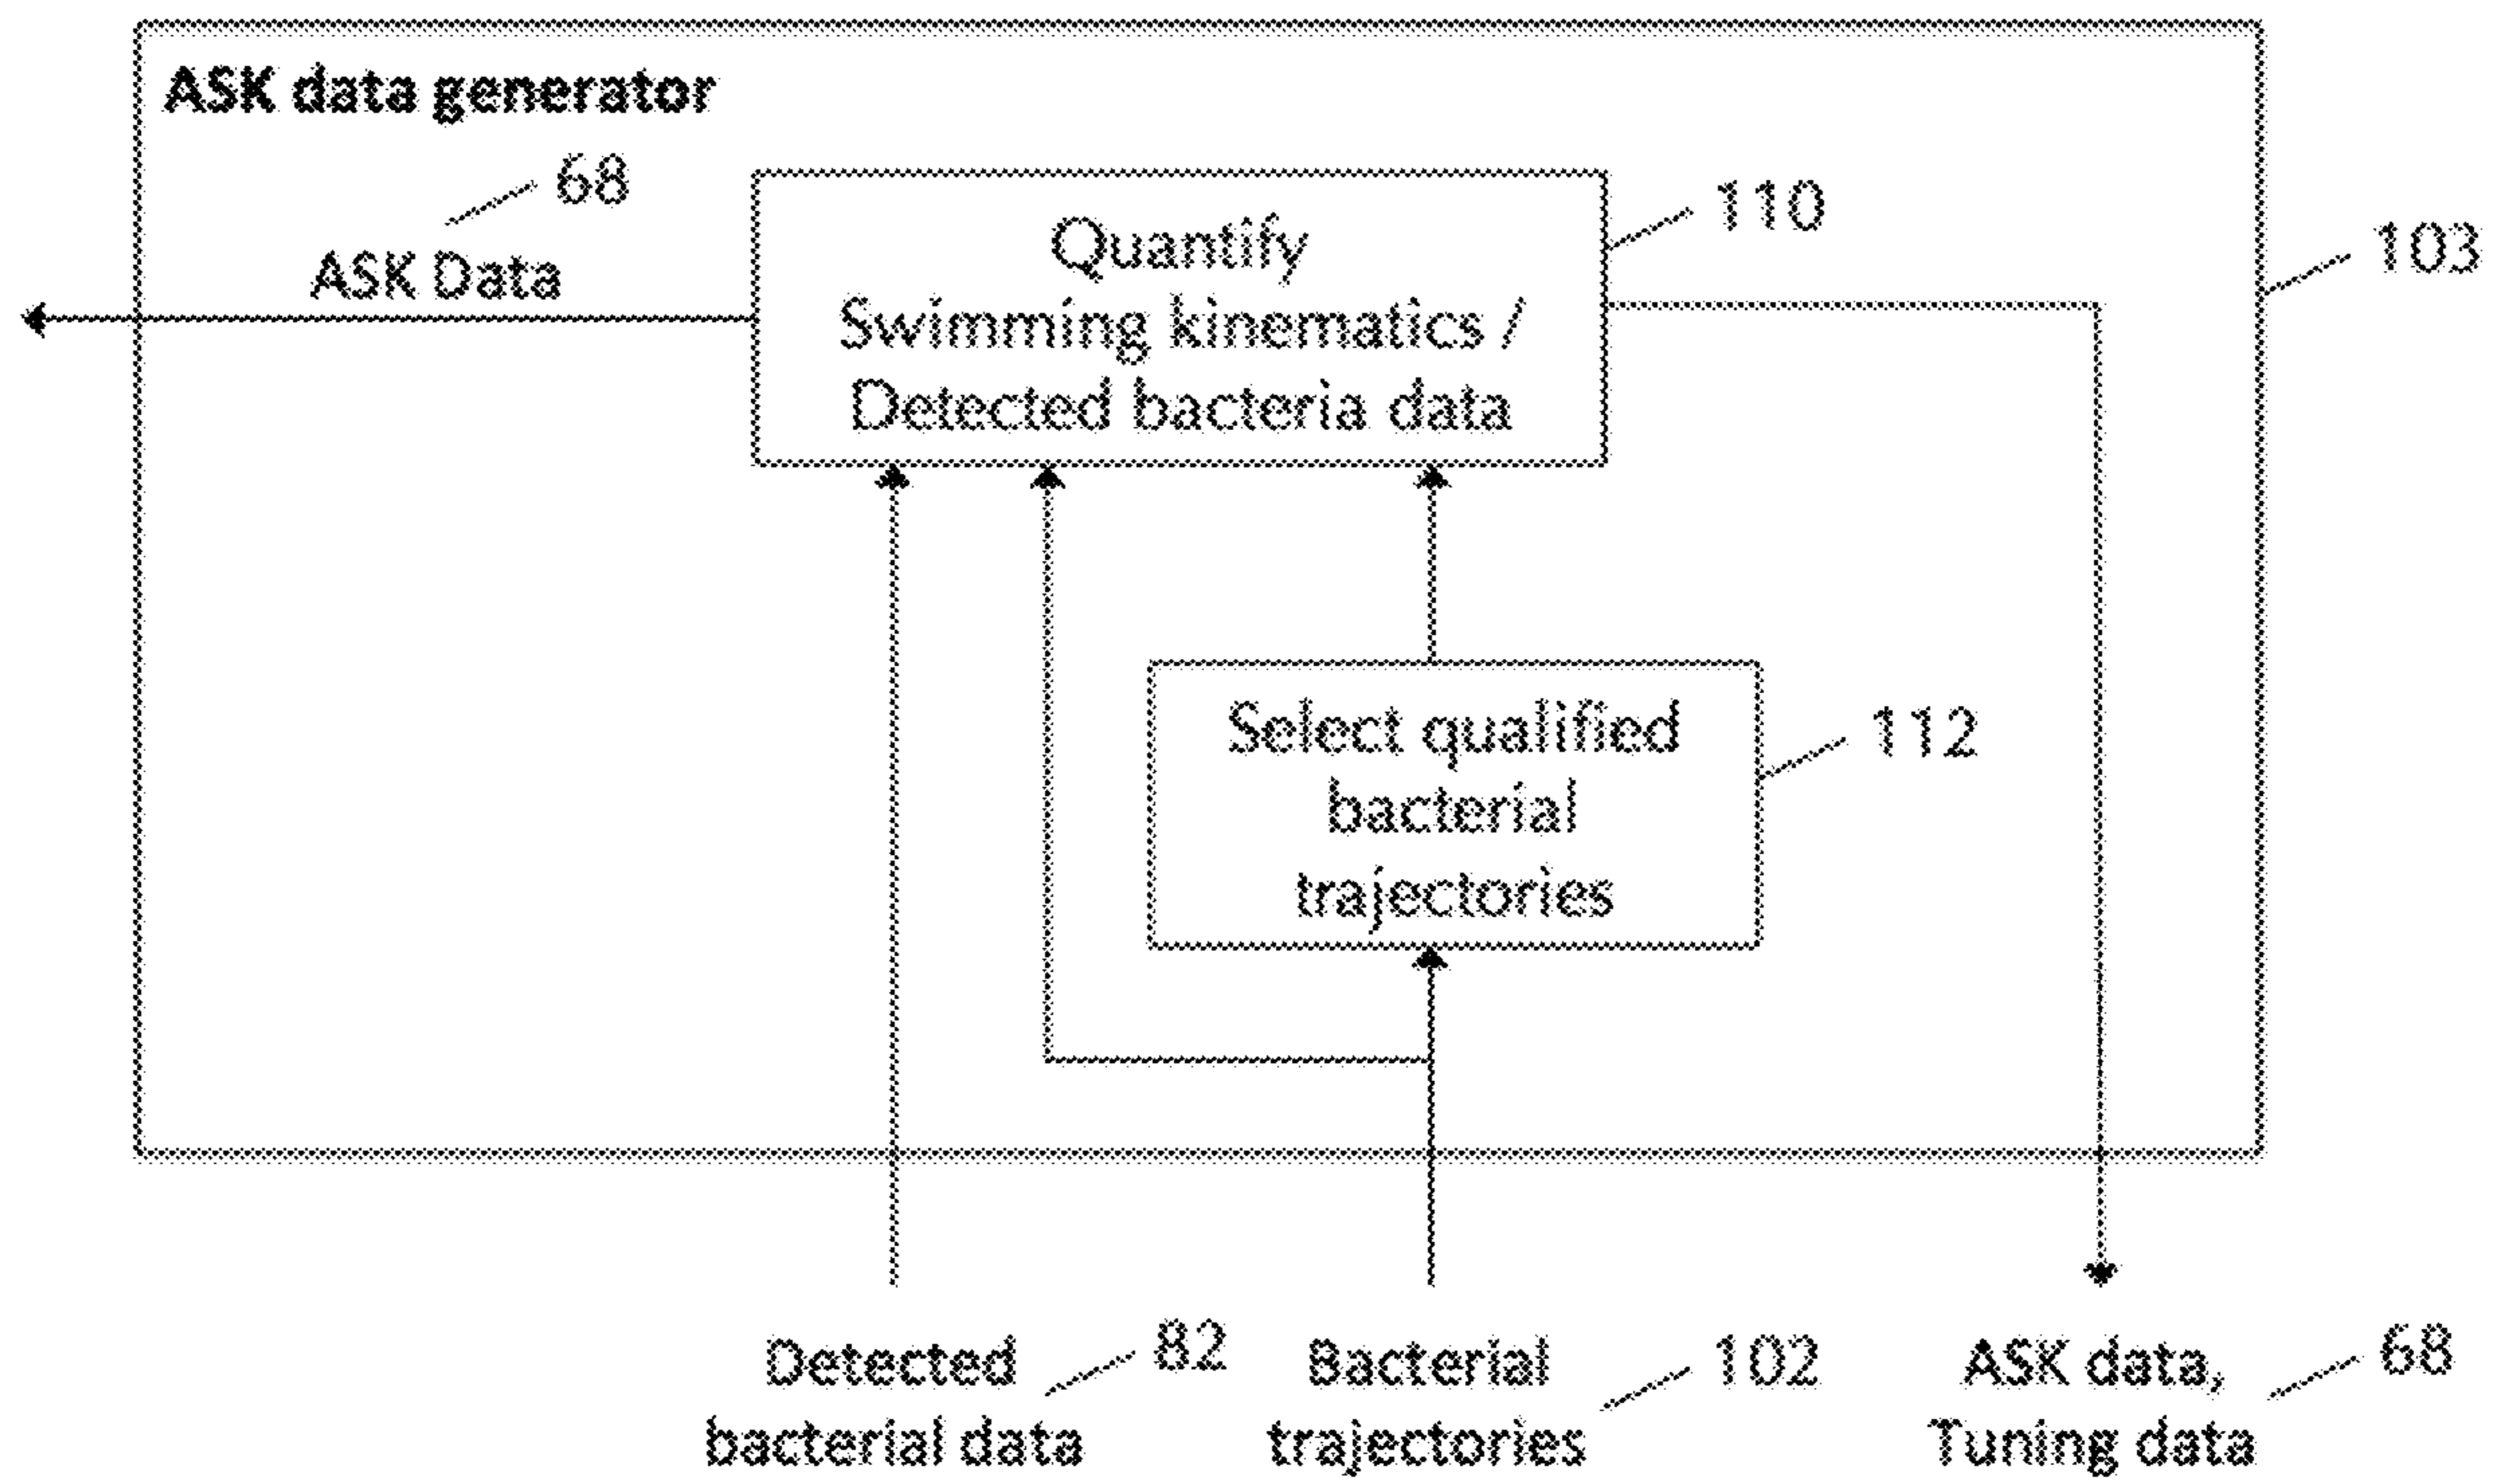 ASK data generator
68
ASK Data
Quantify
Swimming kinematics /
Detected bacteria data
110
103
Select qualified
bacterial
trajectories
112
Detected
bacterial data
82
Bacterial
trajectories
102
ASK data,
Tuning data
68